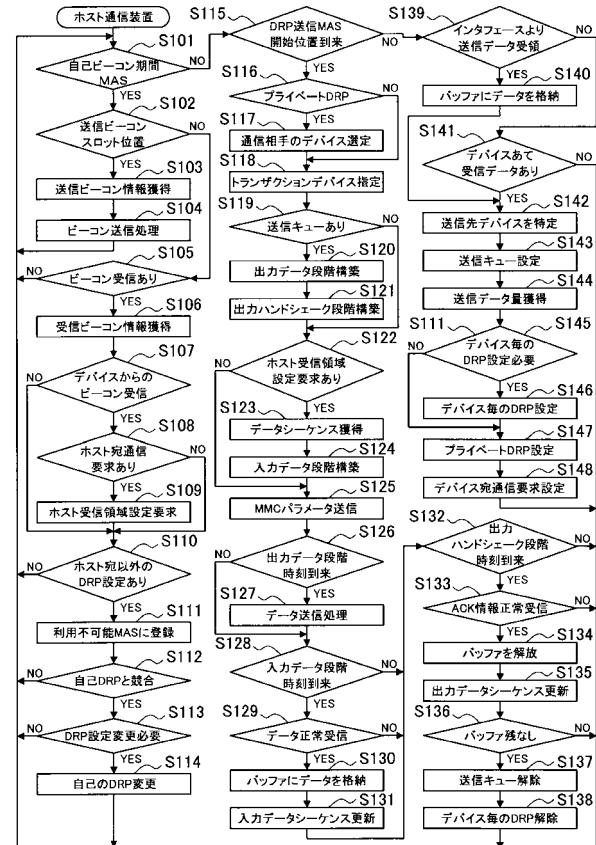 ホスト通信装置
S101
自己ビーコン期間
MAS
NO
YES
S102
送信ビーコン
スロット位置
NO
YES
S103
送信ビーコン情報獲得
S104
ビーコン送信処理
S105
NO
ビーコン受信あり
YES
S106
受信ビーコン情報獲得
S107
NO
デバイスからの
ビーコン受信
YES
S108
ホスト宛通信
要求あり
NO
YES
S109
ホスト受信領域設定要求
S110
NO
ホスト宛以外の
DRP設定あり
YES
S111
利用不可能MASに登録
S112
NO
自己DRPと競合
YES
S113
NO
DRP設定変更必要
YES
S114
自己のDRP変更
S115
DRP送信MAS
開始位置到来
NO
YES
S116
プライベートDRP
NO
YES
S117
通信相手のデバイス選定
S118
トランザクションデバイス指定
S119
送信キューあり
NO
YES
S120
出力データ段階構築
S121
出力ハンドシェーク段階構築
S122
NO
ホスト受信領域
設定要求あり
YES
S123
データシーケンス獲得
S124
入力データ段階構築
S125
MMCパラメータ送信
S126
NO
出力データ段階
時刻到来
YES
S127
データ送信処理
S128
入力データ段階
時刻到来
NO
YES
S129
データ正常受信
NO
YES
S130
バッファにデータを格納
S131
入力データシーケンス更新
S139
インタフェースより
送信データ受領
NO
YES
S140
バッファにデータを格納
S141
デバイスあて
受信データあり
NO
YES
S142
送信先デバイスを特定
S143
送信キュー設定
S144
送信データ量獲得
S111
S145
NO
デバイス毎の
DRP設定必要
YES
S146
デバイス毎のDRP設定
S147
プライベートDRP設定
S148
デバイス宛通信要求設定
S132
出力
ハンドシェーク段階
時刻到来
NO
YES
S133
ACK情報正常受信
NO
YES
S134
バッファを解放
S135
出力データシーケンス更新
S136
バッファ残なし
NO
YES
S137
送信キュー解除
S138
デバイス毎のDRP解除